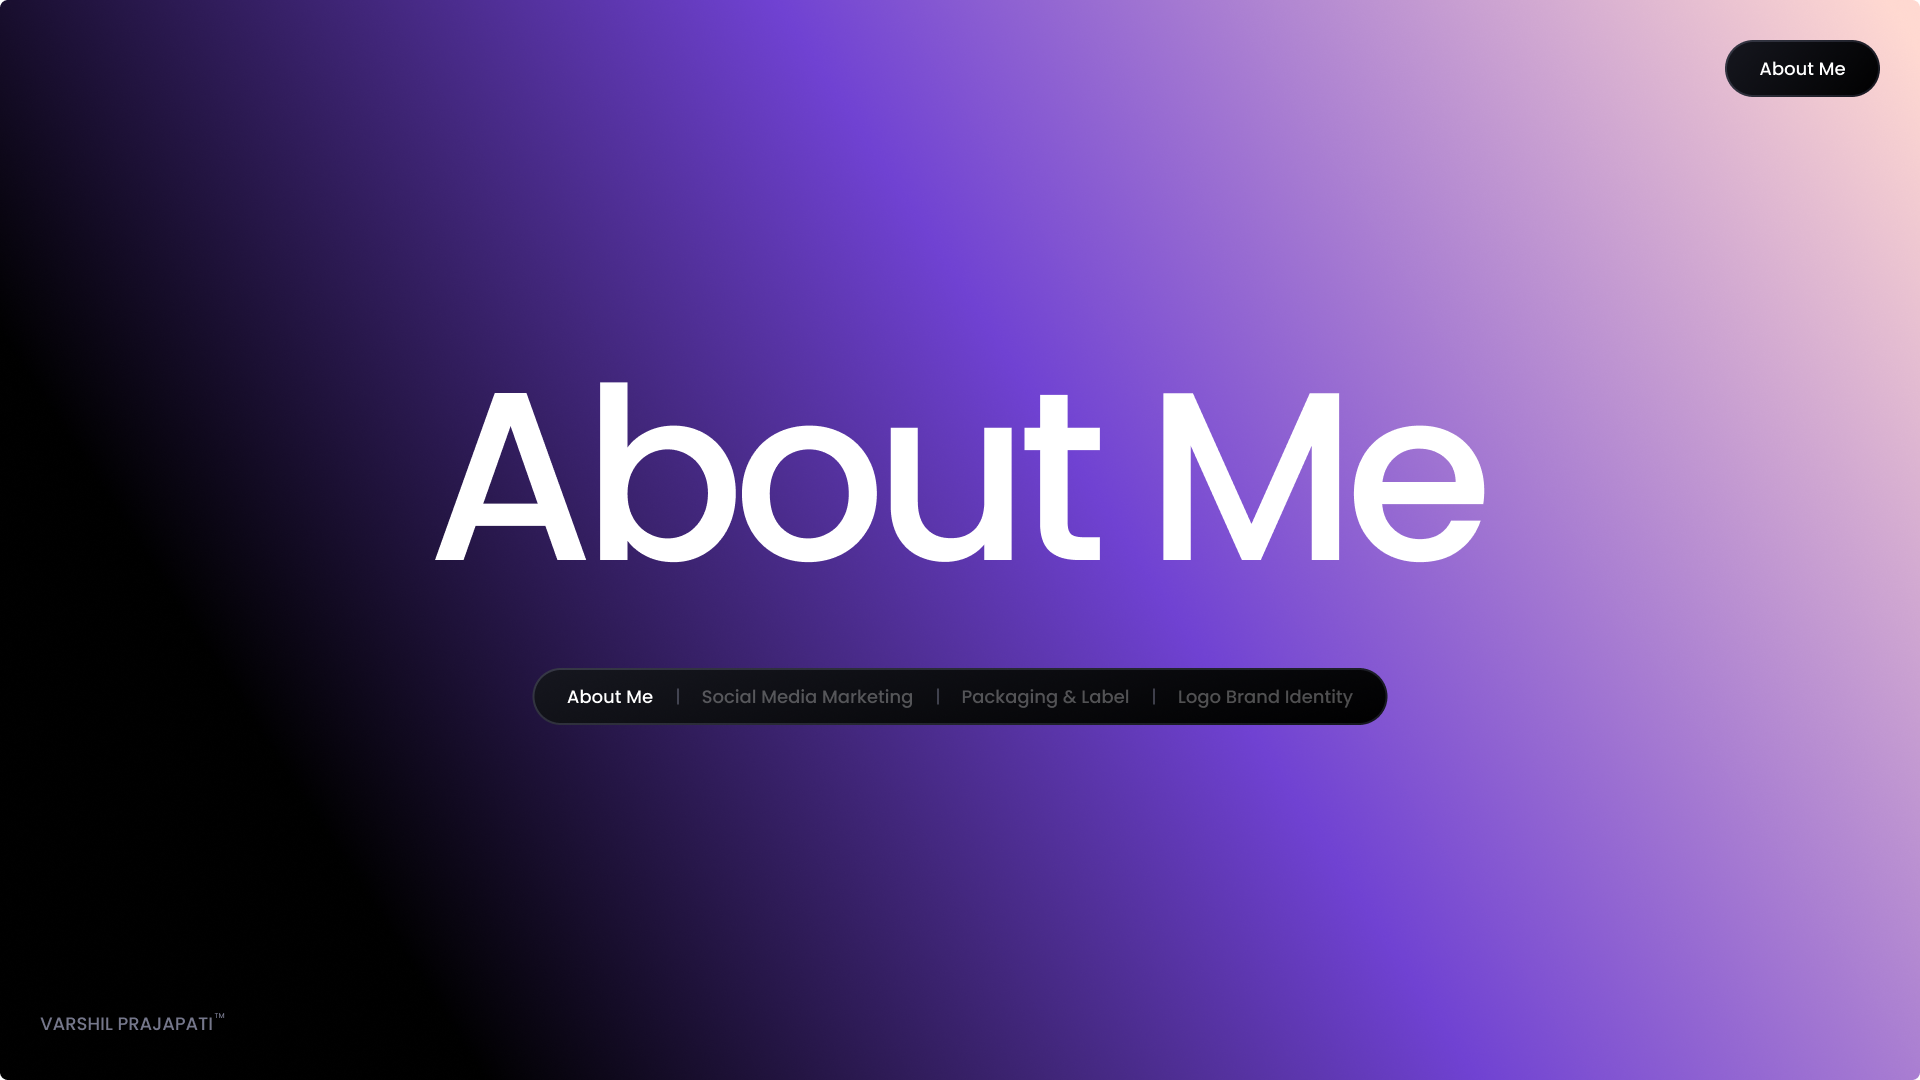 About Me
About Me
About Me | Social Media Marketing | Packaging & Label | Logo Brand Identity
VARSHIL PRAJAPATI™